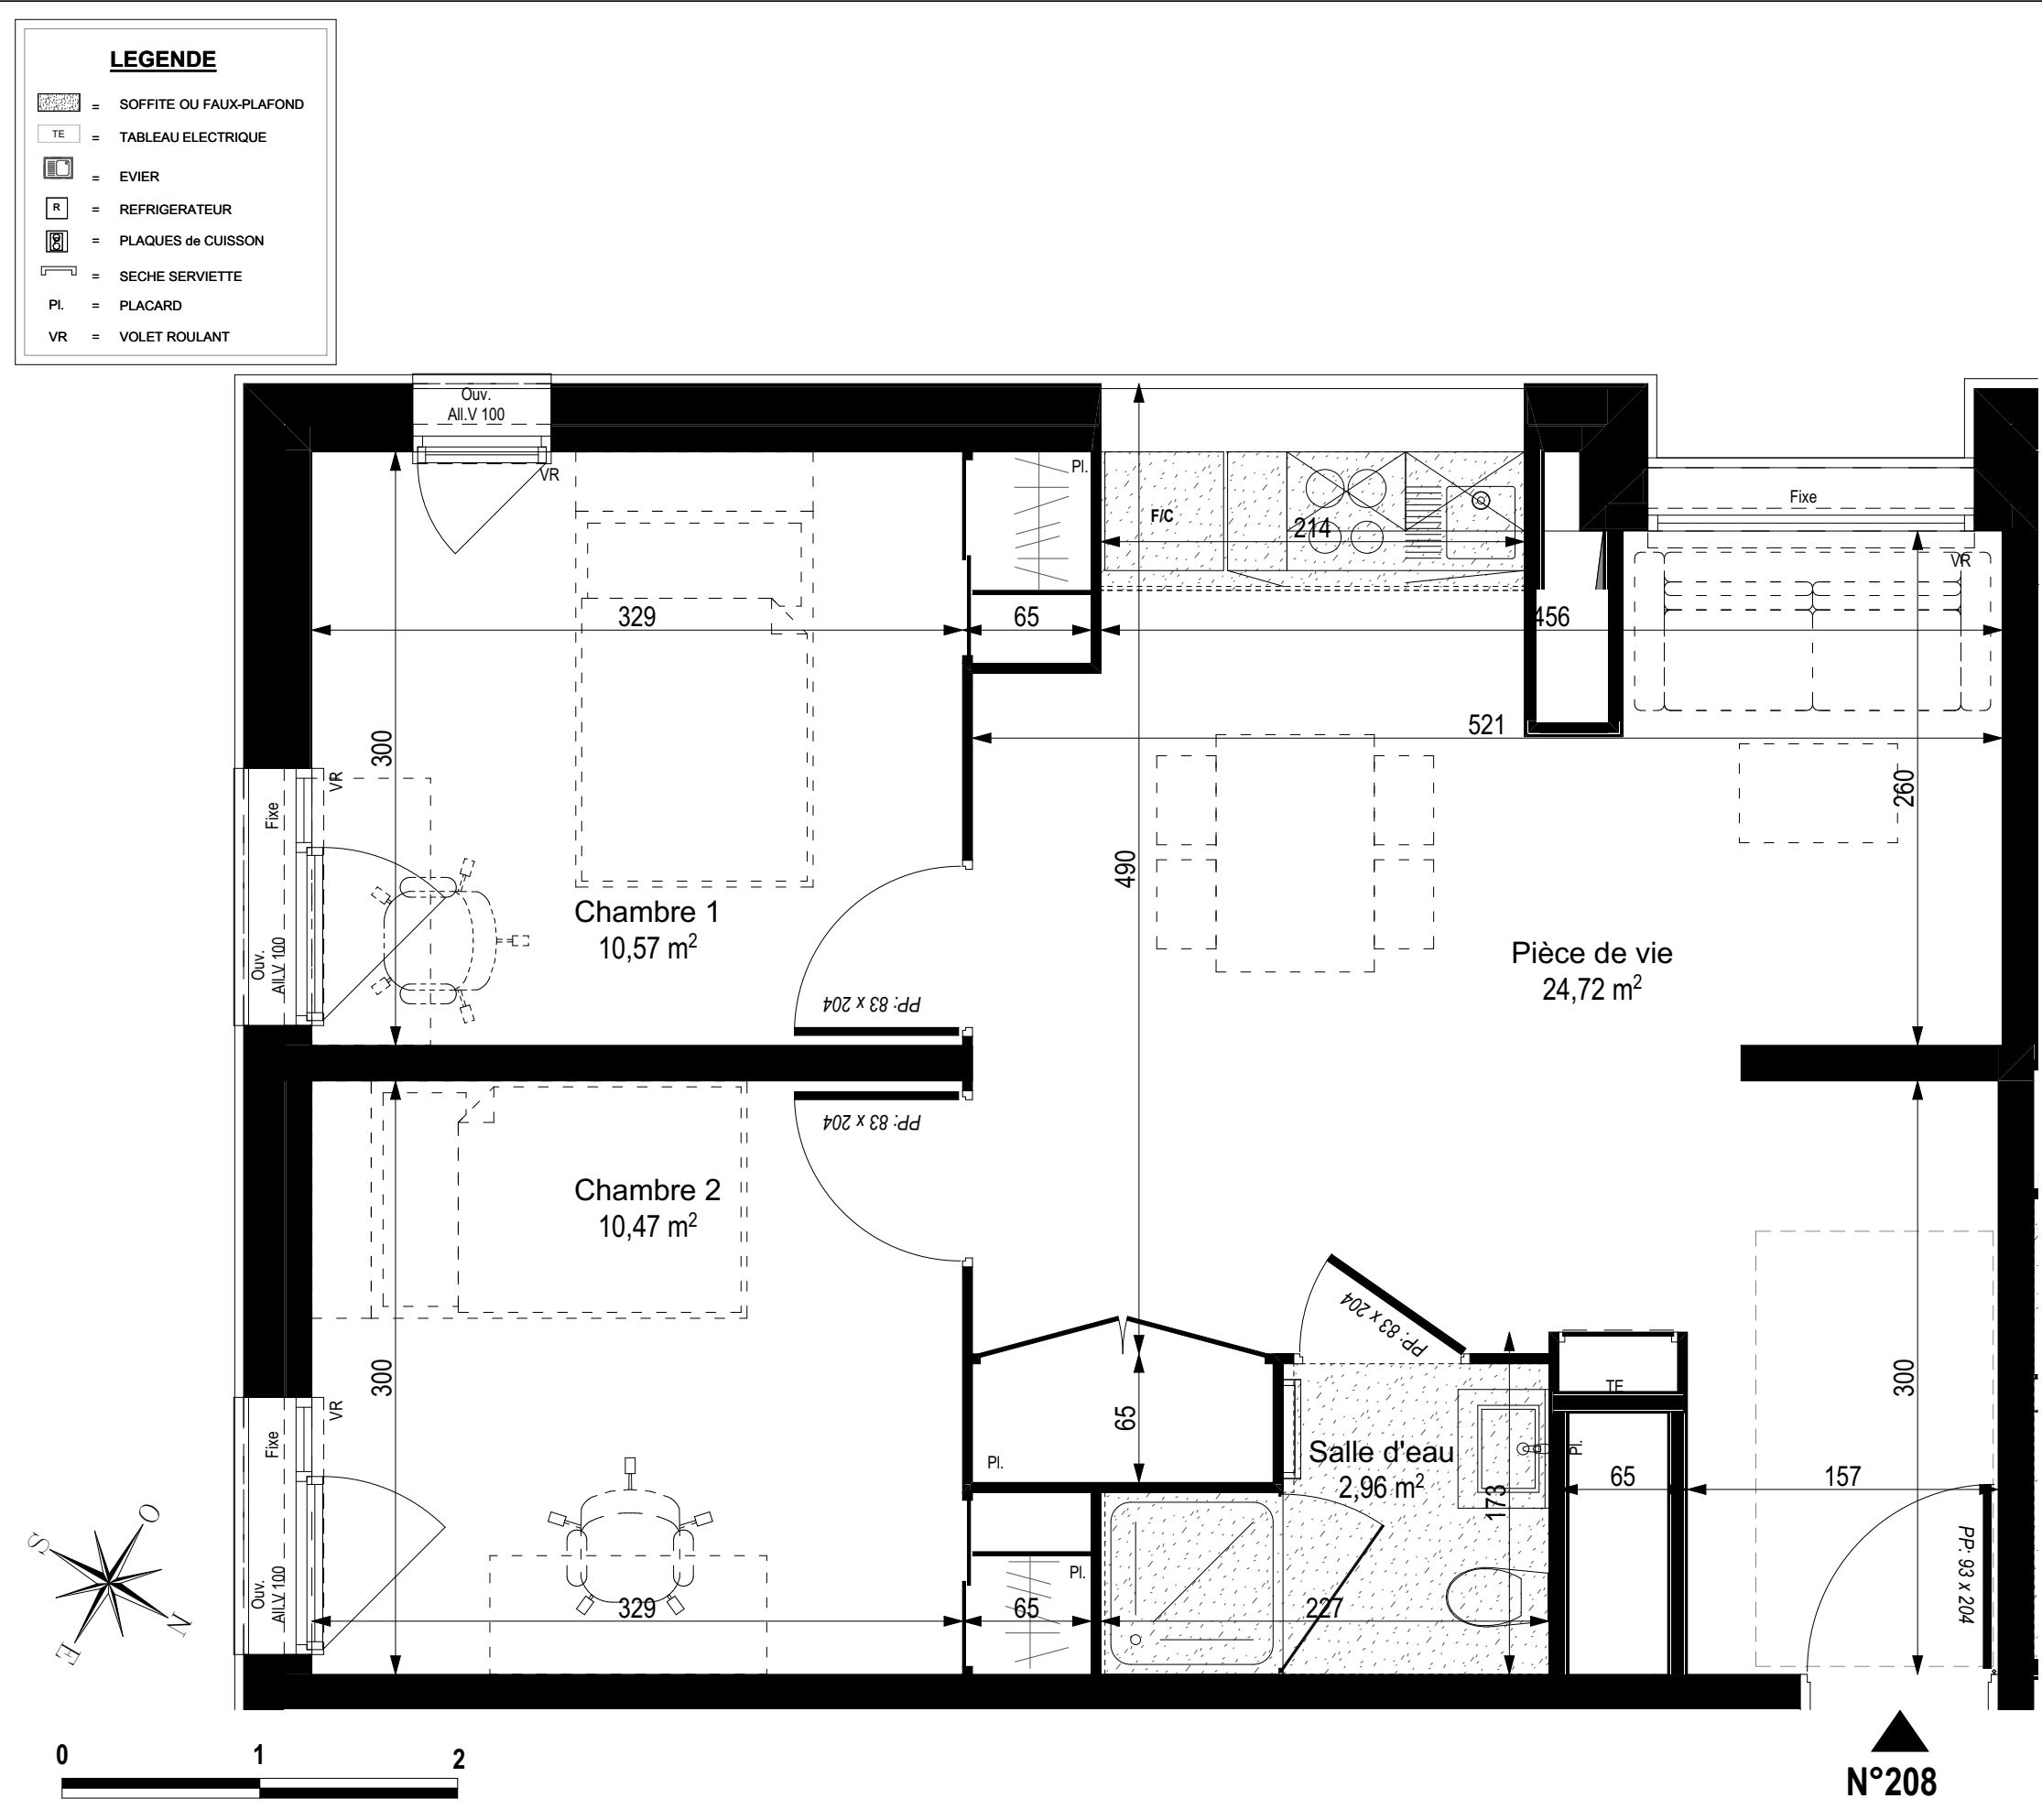 LEGENDE
= SOFFITE OU FAUX-PLAFOND
TE = TABLEAU ELECTRIQUE
= EVIER
R = REFRIGERATEUR
= PLAQUES de CUISSON
= SECHE SERVIETTE
Pl. = PLACARD
VR = VOLET ROULANT
Ouv.
All.V 100
VR
Pl.
F/C
214
Fixe
VR
329
65
456
521
300
VR
Fixe
Ouv.
All.V 100
490
260
Chambre 1
10,57 m²
PP: 83 x 204
Pièce de vie
24,72 m²
PP: 83 x 204
Chambre 2
10,47 m²
300
VR
Fixe
Ouv.
All.V 100
PP: 83 x 204
TE
300
65
Pl.
Salle d'eau
2,96 m²
173
Pl.
65
157
PP: 93 x 204
Pl.
329
65
227
S
O
N
E
0 1 2
N°208